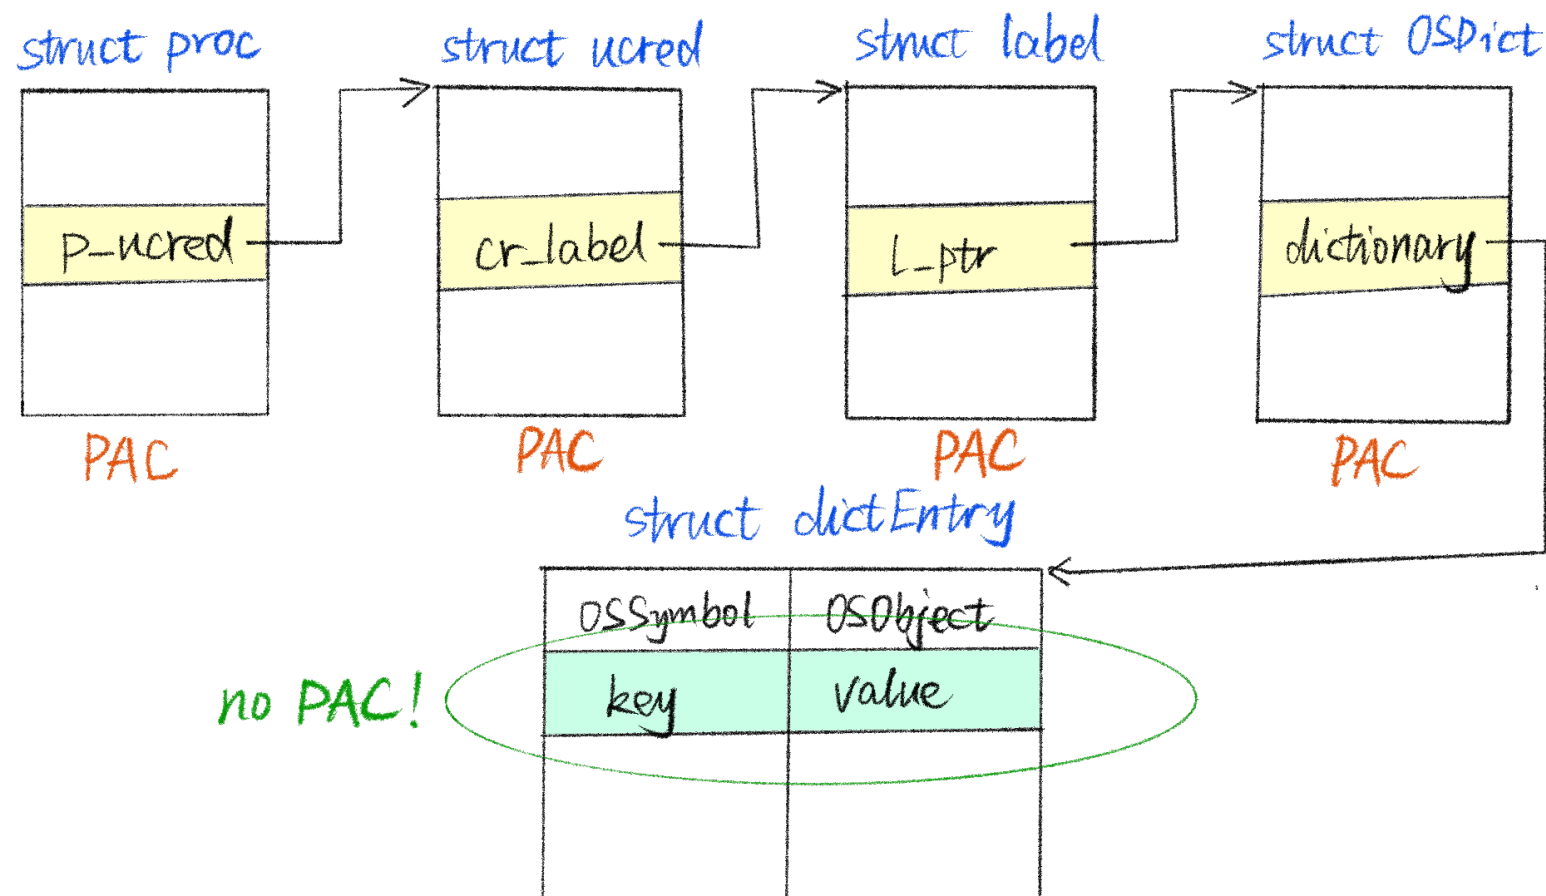 struct proc
struct ucred
struct label
struct OSDict
p_ucred
cr_label
l_ptr
dictionary
PAC
PAC
PAC
PAC
struct dictEntry
OSSymbol
OSObject
no PAC!
key
value